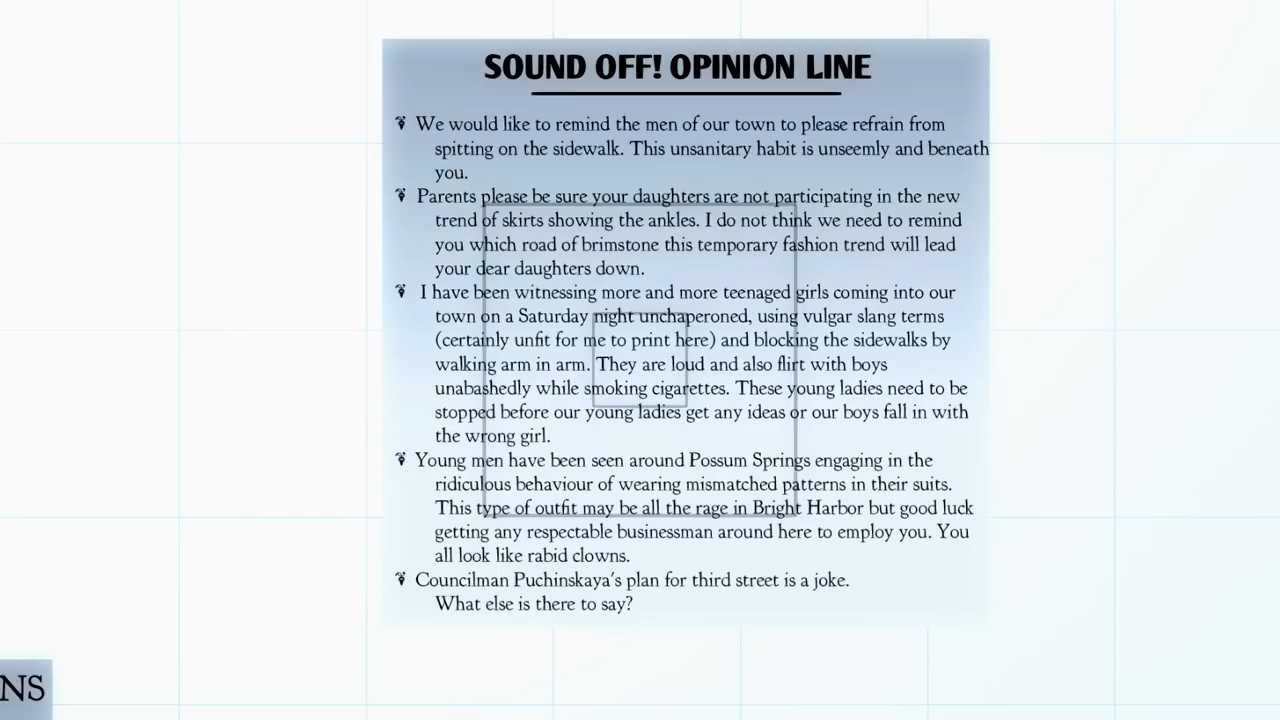 SOUND OFF! OPINION LINE
We would like to remind the men of our town to please refrain from
spitting on the sidewalk. This unsanitary habit is unseemly and beneath
you.
Parents please be sure your daughters are not participating in the new
trend of skirts showing the ankles. I do not think we need to remind
you which road of brimstone this temporary fashion trend will lead
your dear daughters down.
I have been witnessing more and more teenaged girls coming into our
town on a Saturday night unchaperoned, using vulgar slang terms
(certainly unfit for me to print here) and blocking the sidewalks by
walking arm in arm. They are loud and also flirt with boys
unabashedly while smoking cigarettes. These young ladies need to be
stopped before our young ladies get any ideas or our boys fall in with
the wrong girl.
Young men have been seen around Possum Springs engaging in the
ridiculous behaviour of wearing mismatched patterns in their suits.
This type of outfit may be all the rage in Bright Harbor but good luck
getting any respectable businessman around here to employ you. You
all look like rabid clowns.
Councilman Puchinskaya's plan for third street is a joke.
What else is there to say?
NS